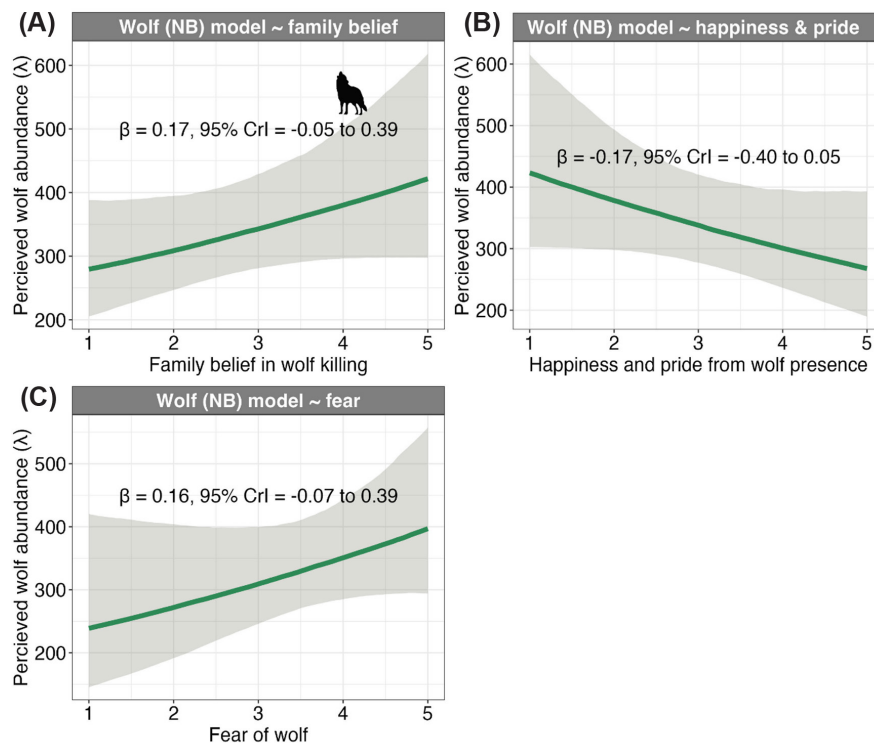 (A)
Wolf (NB) model ~ family belief
Percieved wolf abundance (λ)
600
500
400
300
200
β = 0.17, 95% CrI = -0.05 to 0.39
1 2 3 4 5
Family belief in wolf killing
(B)
Wolf (NB) model ~ happiness & pride
Percieved wolf abundance (λ)
600
500
400
300
200
β = -0.17, 95% CrI = -0.40 to 0.05
1 2 3 4 5
Happiness and pride from wolf presence
(C)
Wolf (NB) model ~ fear
Percieved wolf abundance (λ)
500
400
300
200
β = 0.16, 95% CrI = -0.07 to 0.39
1 2 3 4 5
Fear of wolf